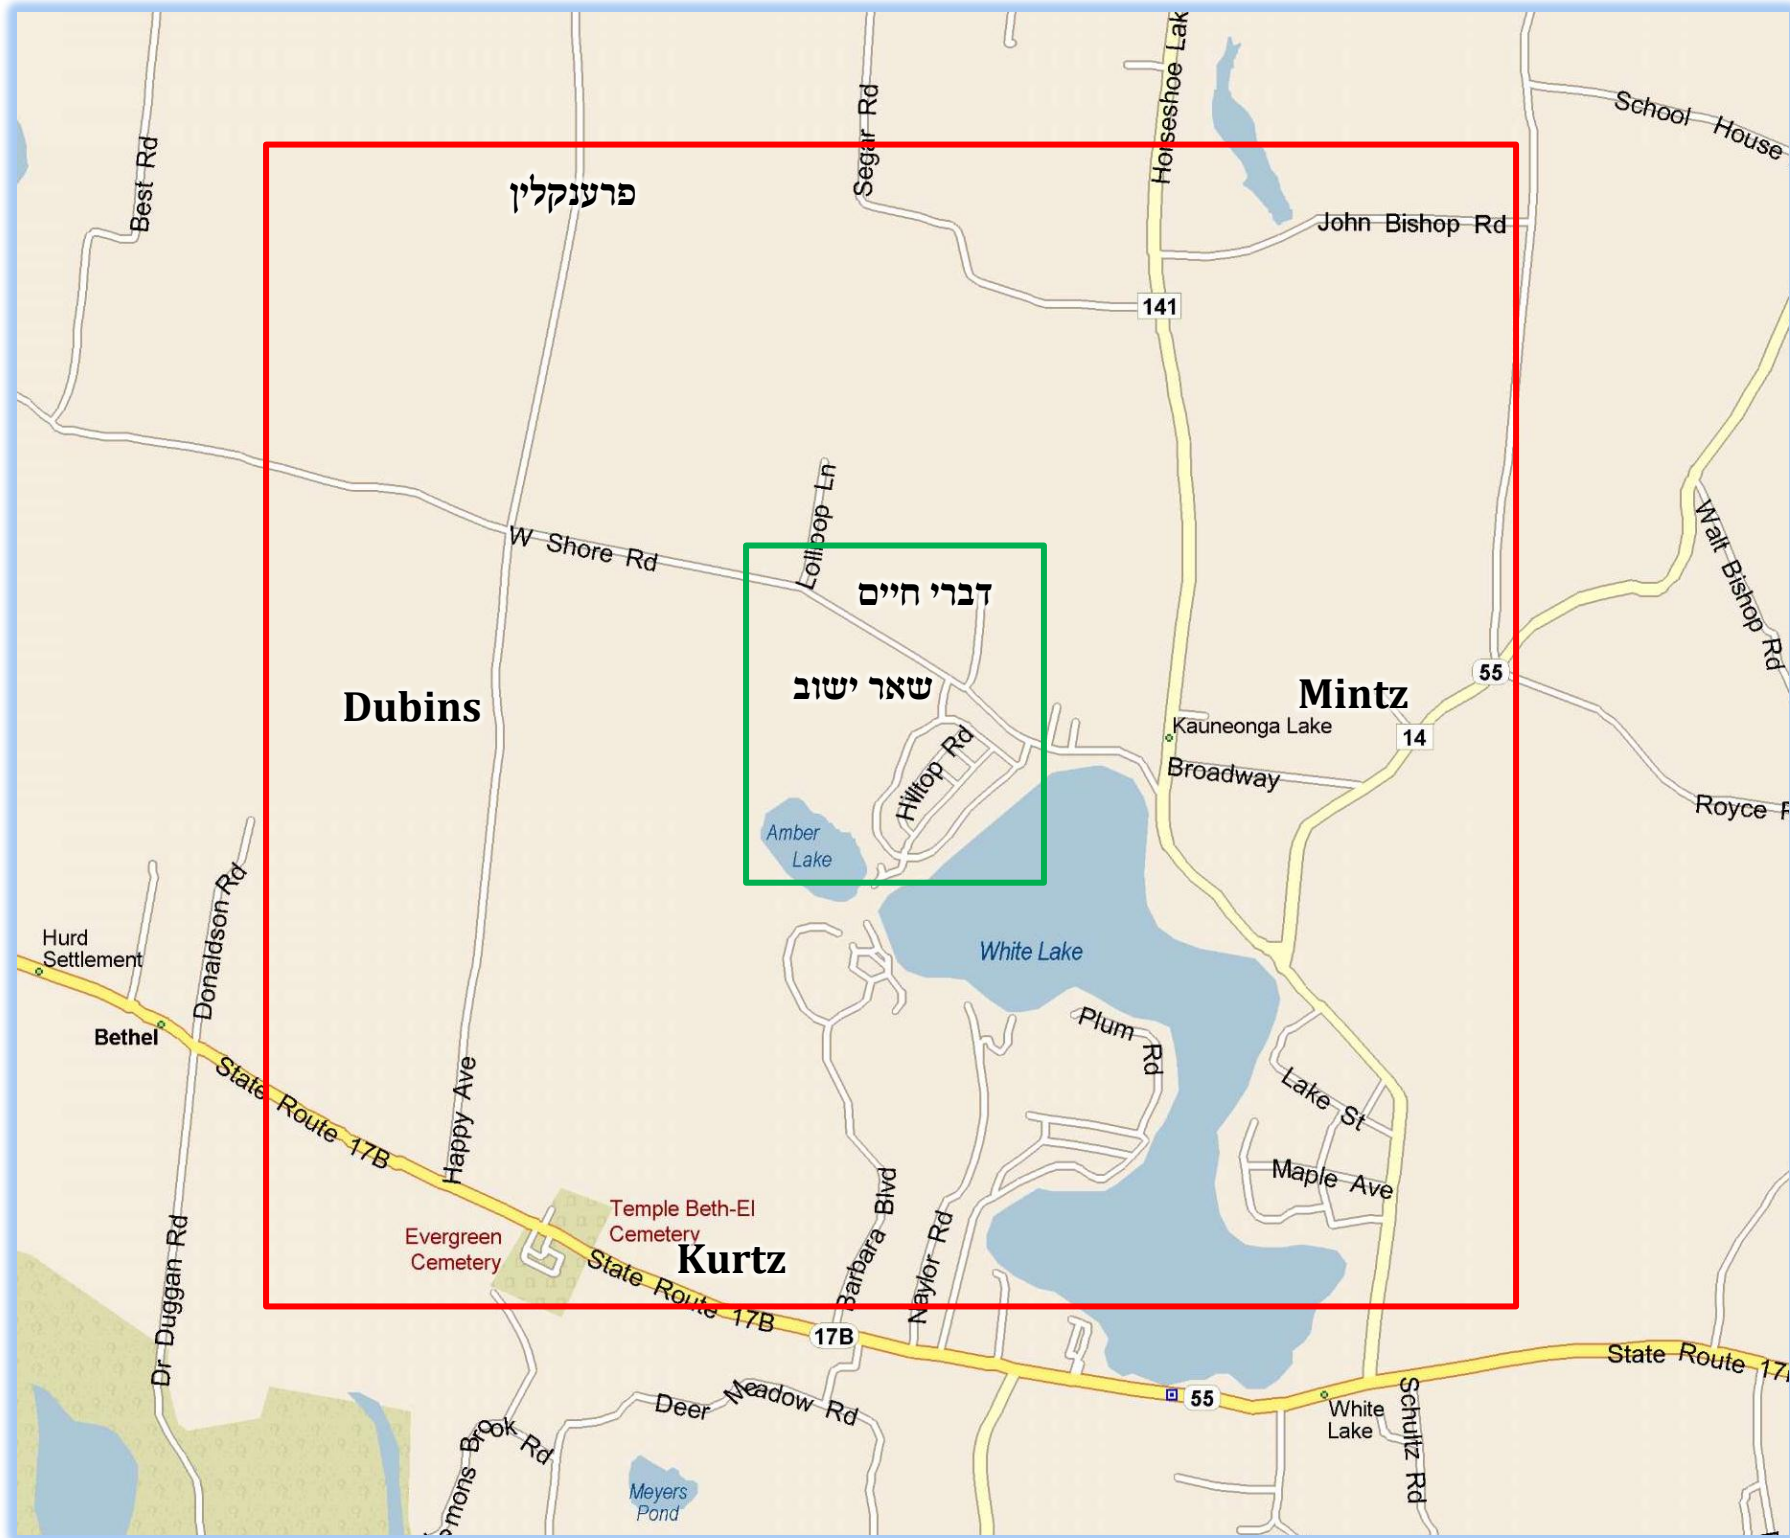 Best Rd
Segar Rd
Horseshoe Lak
School House
פרענקלין
John Bishop Rd
141
W Shore Rd
Lollipop Ln
Walt Bishop Rd
דברי חיים
שאר ישוב
55
Dubins
Mintz
Kauneonga Lake
14
Hilltop Rd
Broadway
Royce
Amber
Lake
Donaldson Rd
Hurd
Settlement
White Lake
Bethel
Plum Rd
State Route 17B
Happy Ave
Lake St
Maple Ave
Temple Beth-El
Cemetery
Evergreen
Cemetery
Kurtz
State Route 17B
Barbara Blvd
Naylor Rd
Dr Duggan Rd
17B
State Route 17
55
Deer Meadow Rd
White
Lake
Schultz Rd
mons Brook Rd
Meyers
Pond